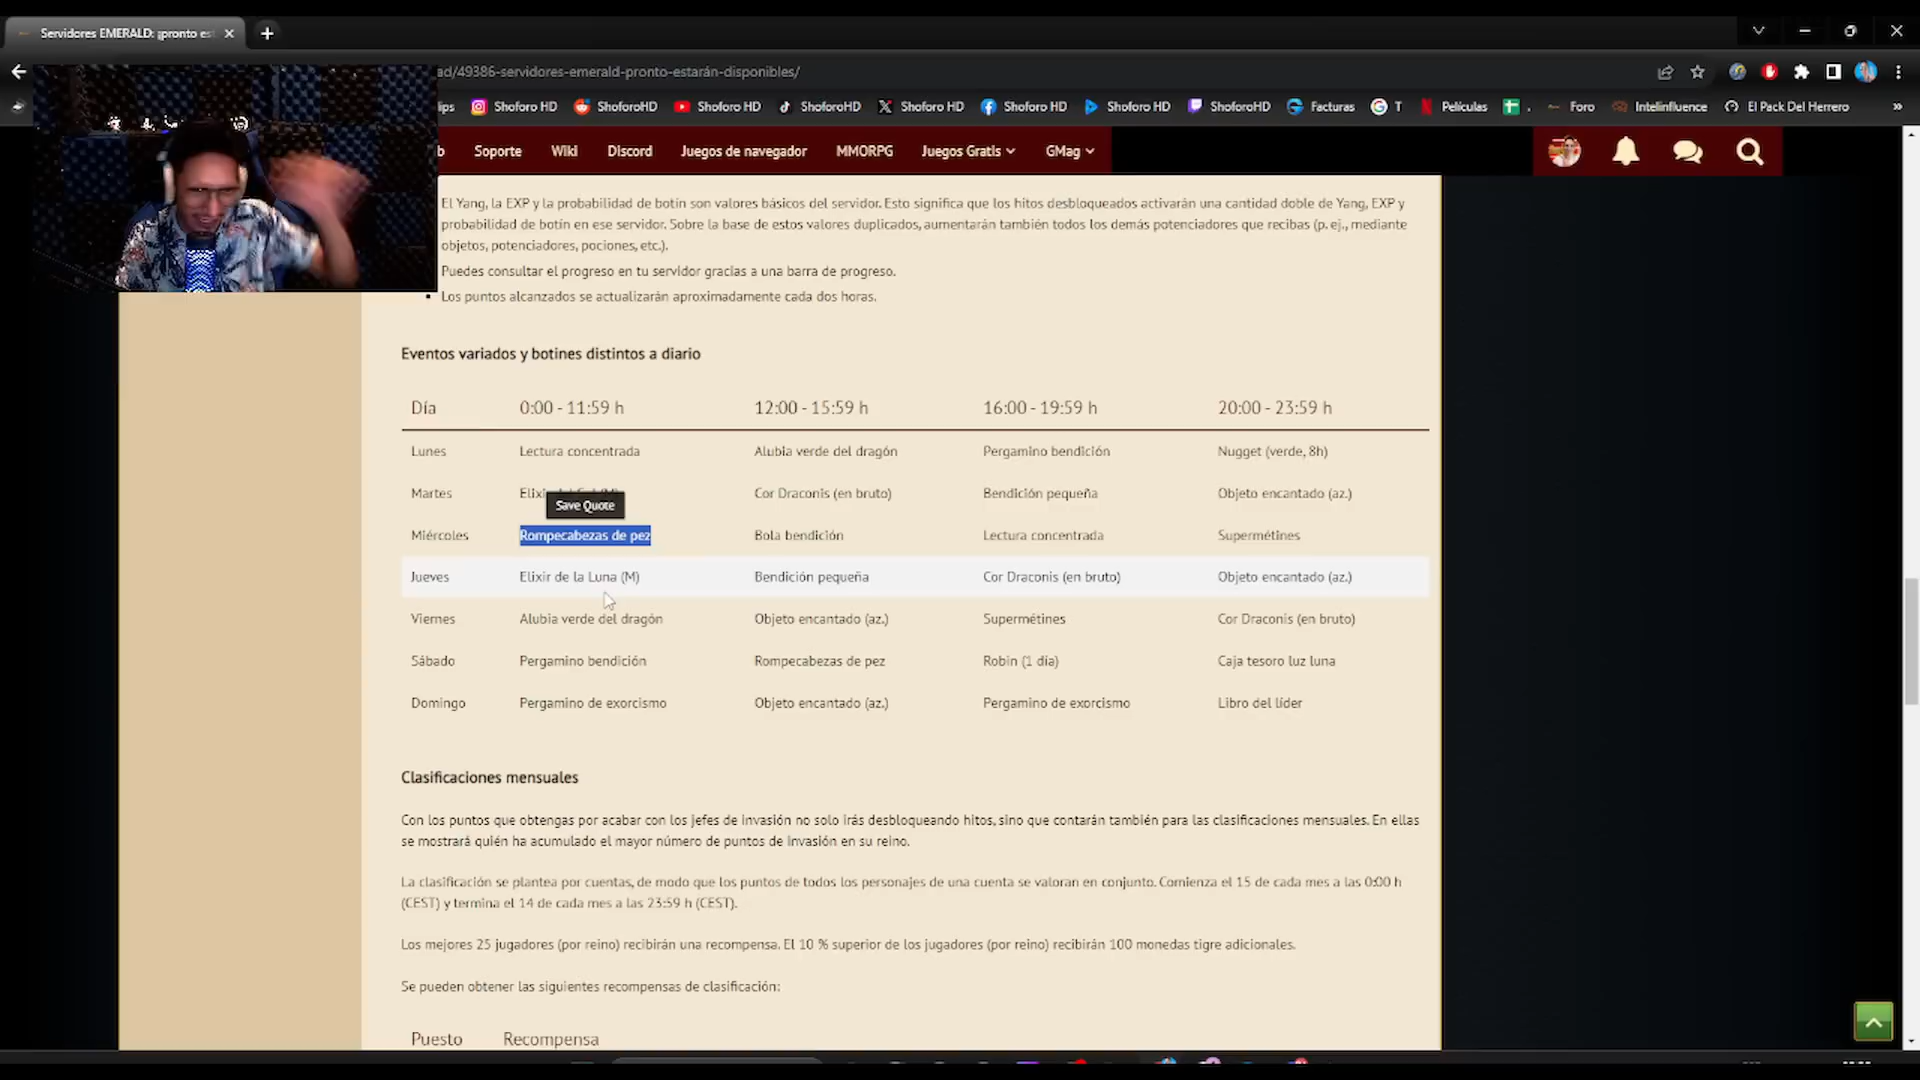 Servidores EMERALD: ¡pronto es
ad/49386-servidores-emerald-pronto-estarán-disponibles/
ips Shoforo HD ShoforoHD Shoforo HD ShoforoHD Shoforo HD Shoforo HD Shoforo HD ShoforoHD Facturas T Películas . Foro Intelinfluence El Pack Del Herrero »
b Soporte Wiki Discord Juegos de navegador MMORPG Juegos Gratis GMag
El Yang, la EXP y la probabilidad de botín son valores básicos del servidor. Esto significa que los hitos desbloqueados activarán una cantidad doble de Yang, EXP y
probabilidad de botín en ese servidor. Sobre la base de estos valores duplicados, aumentarán también todos los demás potenciadores que recibas (p. ej., mediante
objetos, potenciadores, pociones, etc.).
Puedes consultar el progreso en tu servidor gracias a una barra de progreso.
Los puntos alcanzados se actualizarán aproximadamente cada dos horas.
Eventos variados y botines distintos a diario
Día 0:00 - 11:59 h 12:00 - 15:59 h 16:00 - 19:59 h 20:00 - 23:59 h
Lunes Lectura concentrada Alubia verde del dragón Pergamino bendición Nugget (verde, 8h)
Martes Elixi Cor Draconis (en bruto) Bendición pequeña Objeto encantado (az.)
Save Quote
Miércoles Rompecabezas de pez Bola bendición Lectura concentrada Supermétines
Jueves Elixir de la Luna (M) Bendición pequeña Cor Draconis (en bruto) Objeto encantado (az.)
Viernes Alubia verde del dragón Objeto encantado (az.) Supermétines Cor Draconis (en bruto)
Sábado Pergamino bendición Rompecabezas de pez Robin (1 día) Caja tesoro luz luna
Domingo Pergamino de exorcismo Objeto encantado (az.) Pergamino de exorcismo Libro del líder
Clasificaciones mensuales
Con los puntos que obtengas por acabar con los jefes de invasión no solo irás desbloqueando hitos, sino que contarán también para las clasificaciones mensuales. En ellas
se mostrará quién ha acumulado el mayor número de puntos de invasión en su reino.
La clasificación se plantea por cuentas, de modo que los puntos de todos los personajes de una cuenta se valoran en conjunto. Comienza el 15 de cada mes a las 0:00 h
(CEST) y termina el 14 de cada mes a las 23:59 h (CEST).
Los mejores 25 jugadores (por reino) recibirán una recompensa. El 10 % superior de los jugadores (por reino) recibirán 100 monedas tigre adicionales.
Se pueden obtener las siguientes recompensas de clasificación:
Puesto Recompensa